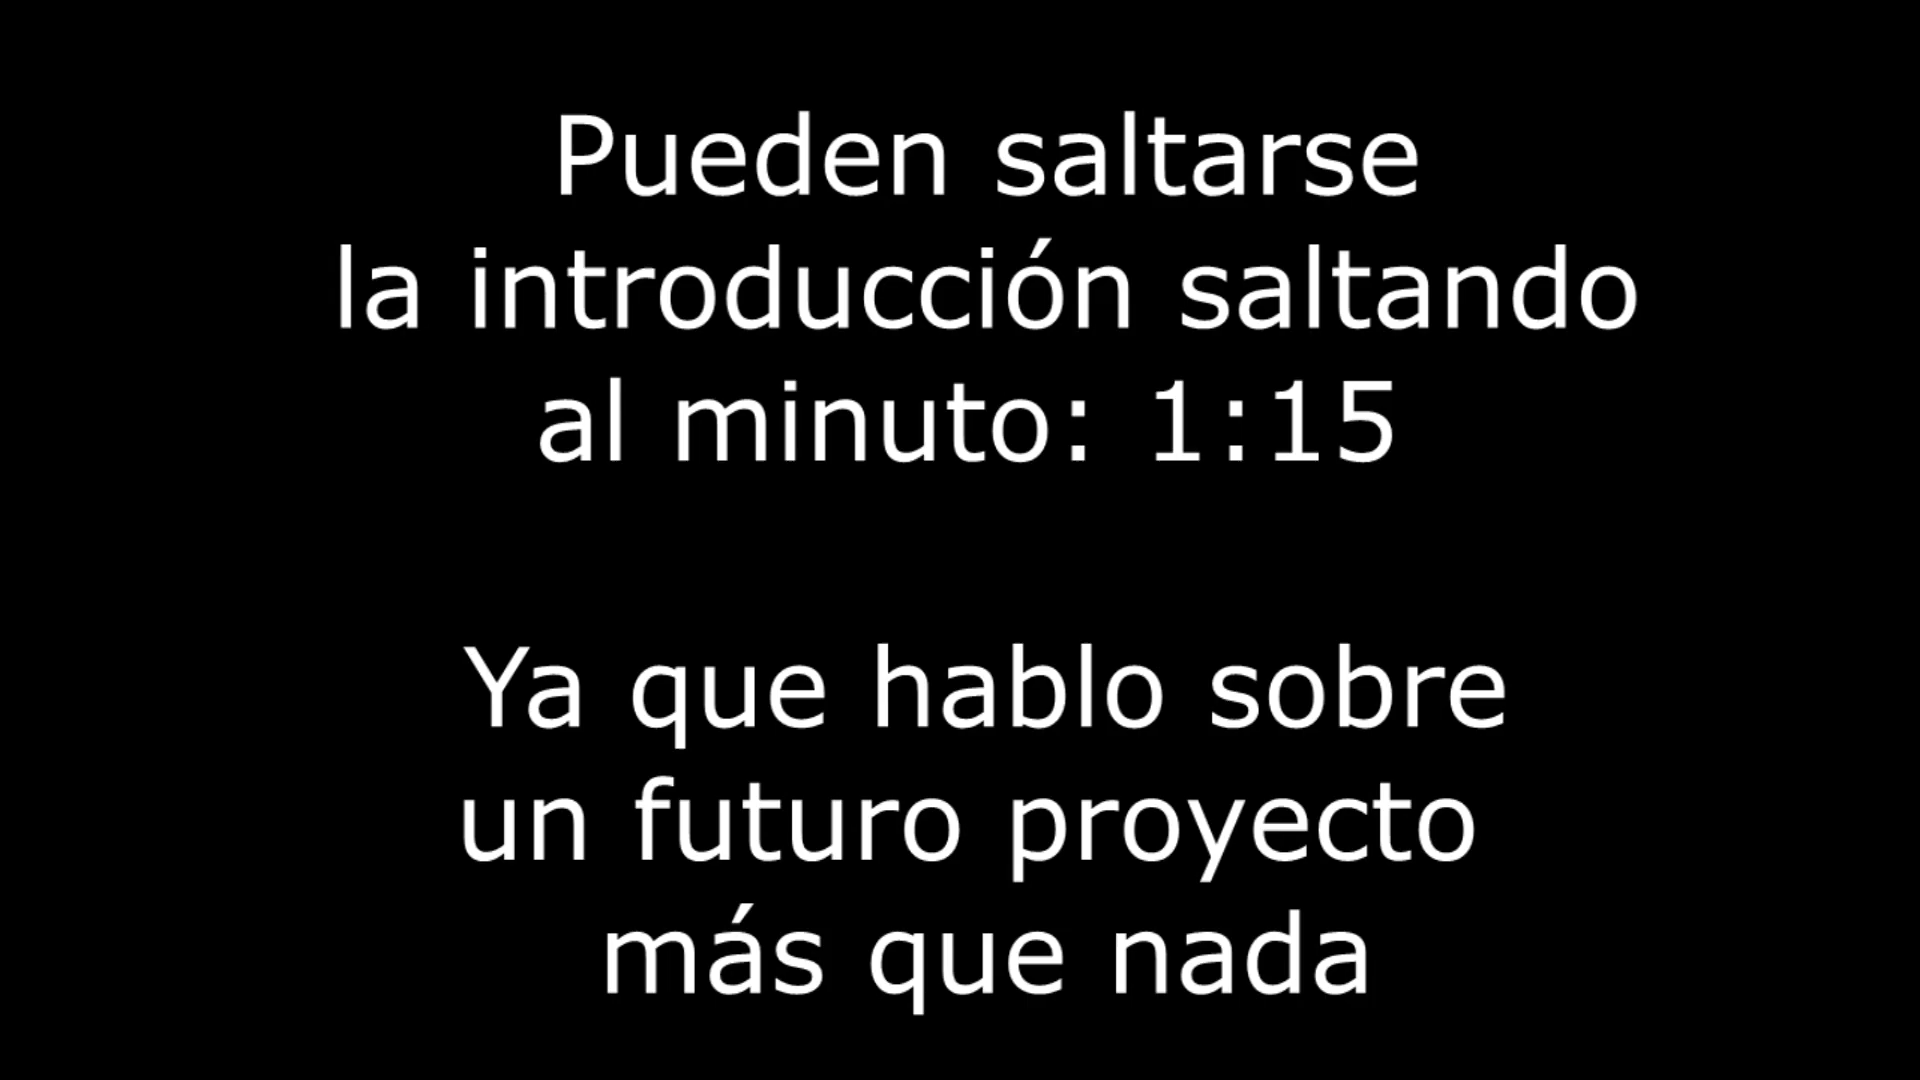 Pueden saltarse
la introducción saltando
al minuto: 1:15
Ya que hablo sobre
un futuro proyecto
más que nada